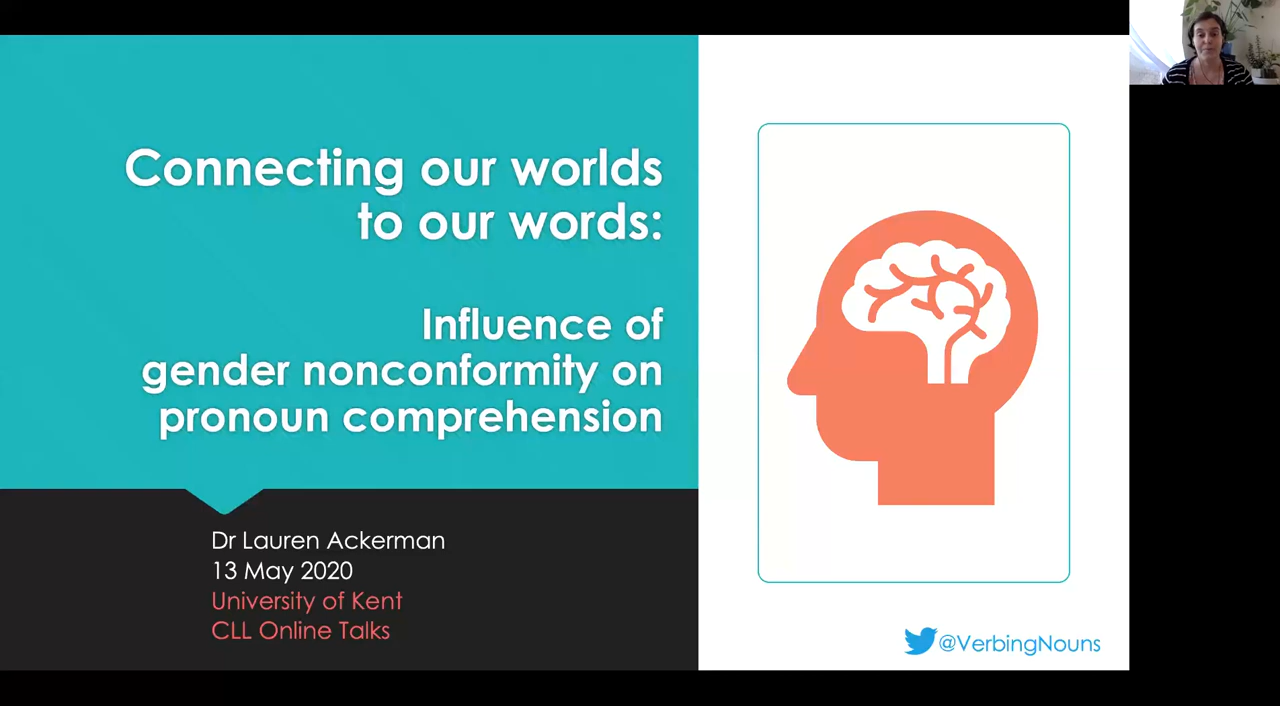 Connecting our worlds
to our words:
Influence of
gender nonconformity on
pronoun comprehension
Dr Lauren Ackerman
13 May 2020
University of Kent
CLL Online Talks
@VerbingNouns